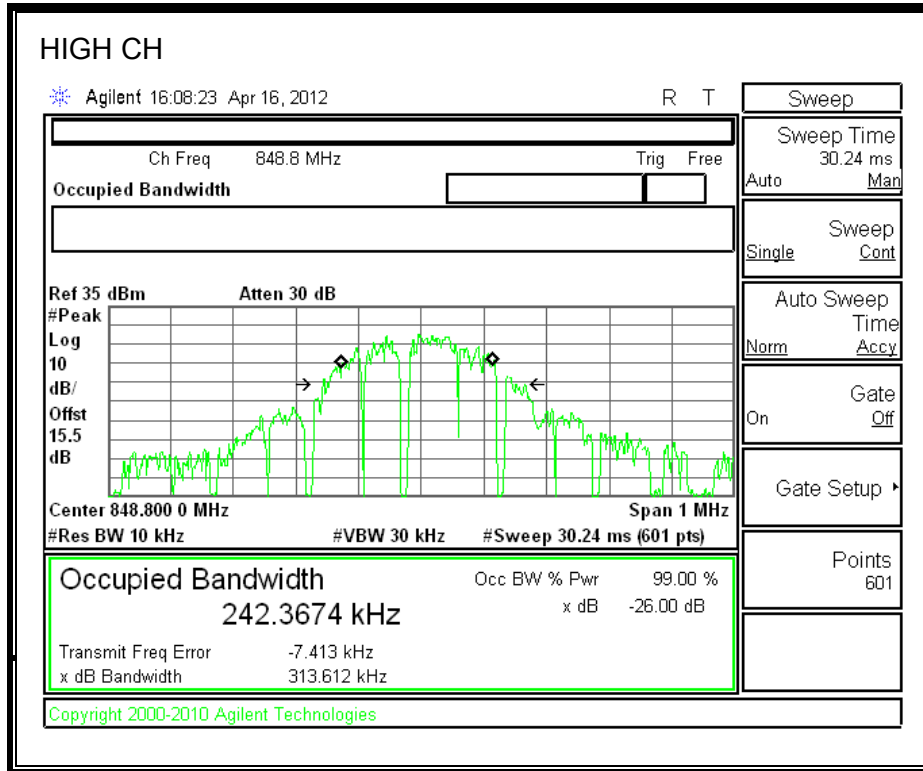 HIGH CH
Agilent 16:08:23 Apr 16, 2012 R T
Sweep
Ch Freq 848.8 MHz Trig Free
Occupied Bandwidth
Sweep Time
30.24 ms
Auto Man
Sweep
Single Cont
Ref 35 dBm Atten 30 dB
#Peak
Log
10
dB/
Offst
15.5
dB
Auto Sweep
Time
Norm Accy
Gate
On Off
Gate Setup
Center 848.800 0 MHz Span 1 MHz
#Res BW 10 kHz #VBW 30 kHz #Sweep 30.24 ms (601 pts)
Occupied Bandwidth
242.3674 kHz
Occ BW % Pwr 99.00 %
x dB -26.00 dB
Transmit Freq Error -7.413 kHz
x dB Bandwidth 313.612 kHz
Points
601
Copyright 2000-2010 Agilent Technologies